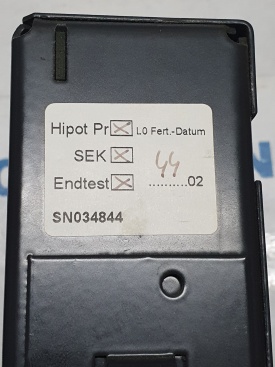 Hipot Pr ☒ L0 Fert.-Datum
SEK ☒ 44
Endtest ☒ ..........02
SN034844